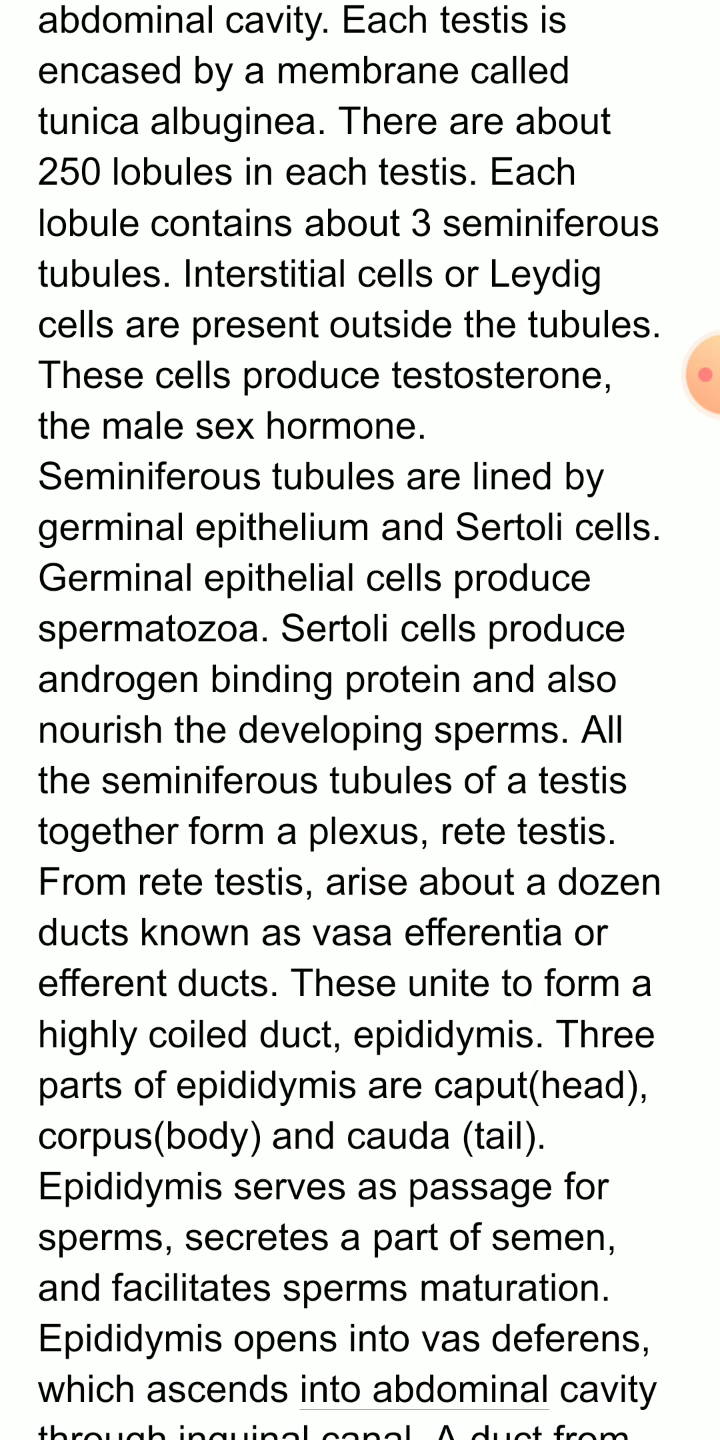 abdominal cavity. Each testis is
encased by a membrane called
tunica albuginea. There are about
250 lobules in each testis. Each
lobule contains about 3 seminiferous
tubules. Interstitial cells or Leydig
cells are present outside the tubules.
These cells produce testosterone,
the male sex hormone.
Seminiferous tubules are lined by
germinal epithelium and Sertoli cells.
Germinal epithelial cells produce
spermatozoa. Sertoli cells produce
androgen binding protein and also
nourish the developing sperms. All
the seminiferous tubules of a testis
together form a plexus, rete testis.
From rete testis, arise about a dozen
ducts known as vasa efferentia or
efferent ducts. These unite to form a
highly coiled duct, epididymis. Three
parts of epididymis are caput(head),
corpus(body) and cauda (tail).
Epididymis serves as passage for
sperms, secretes a part of semen,
and facilitates sperms maturation.
Epididymis opens into vas deferens,
which ascends into abdominal cavity
through inguinal canal. A duct from